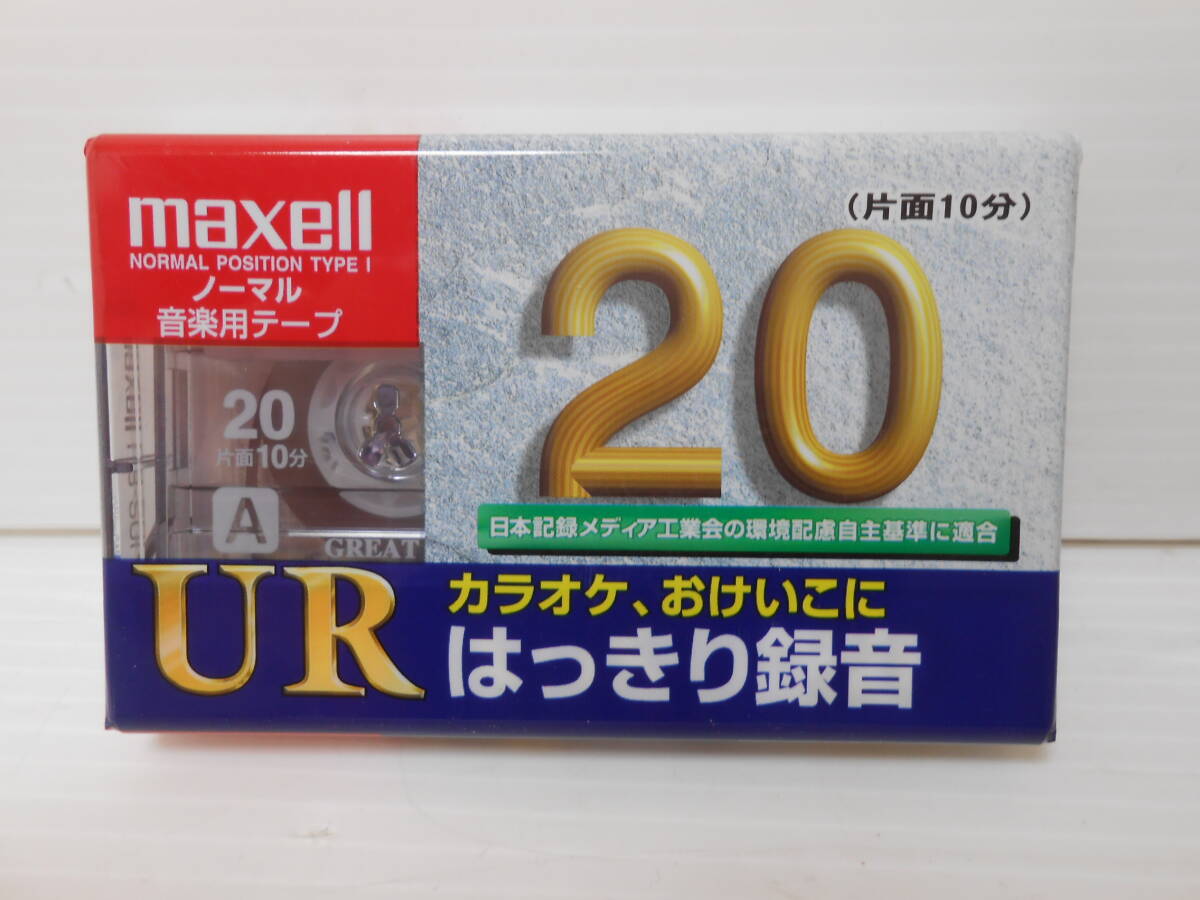 maxell
NORMAL POSITION TYPE I
ノーマル
音楽用テープ
(片面10分)
20
20
片面10分
A
GREAT
日本記録メディア工業会の環境配慮自主基準に適合
UR
カラオケ、おけいこに
はっきり録音